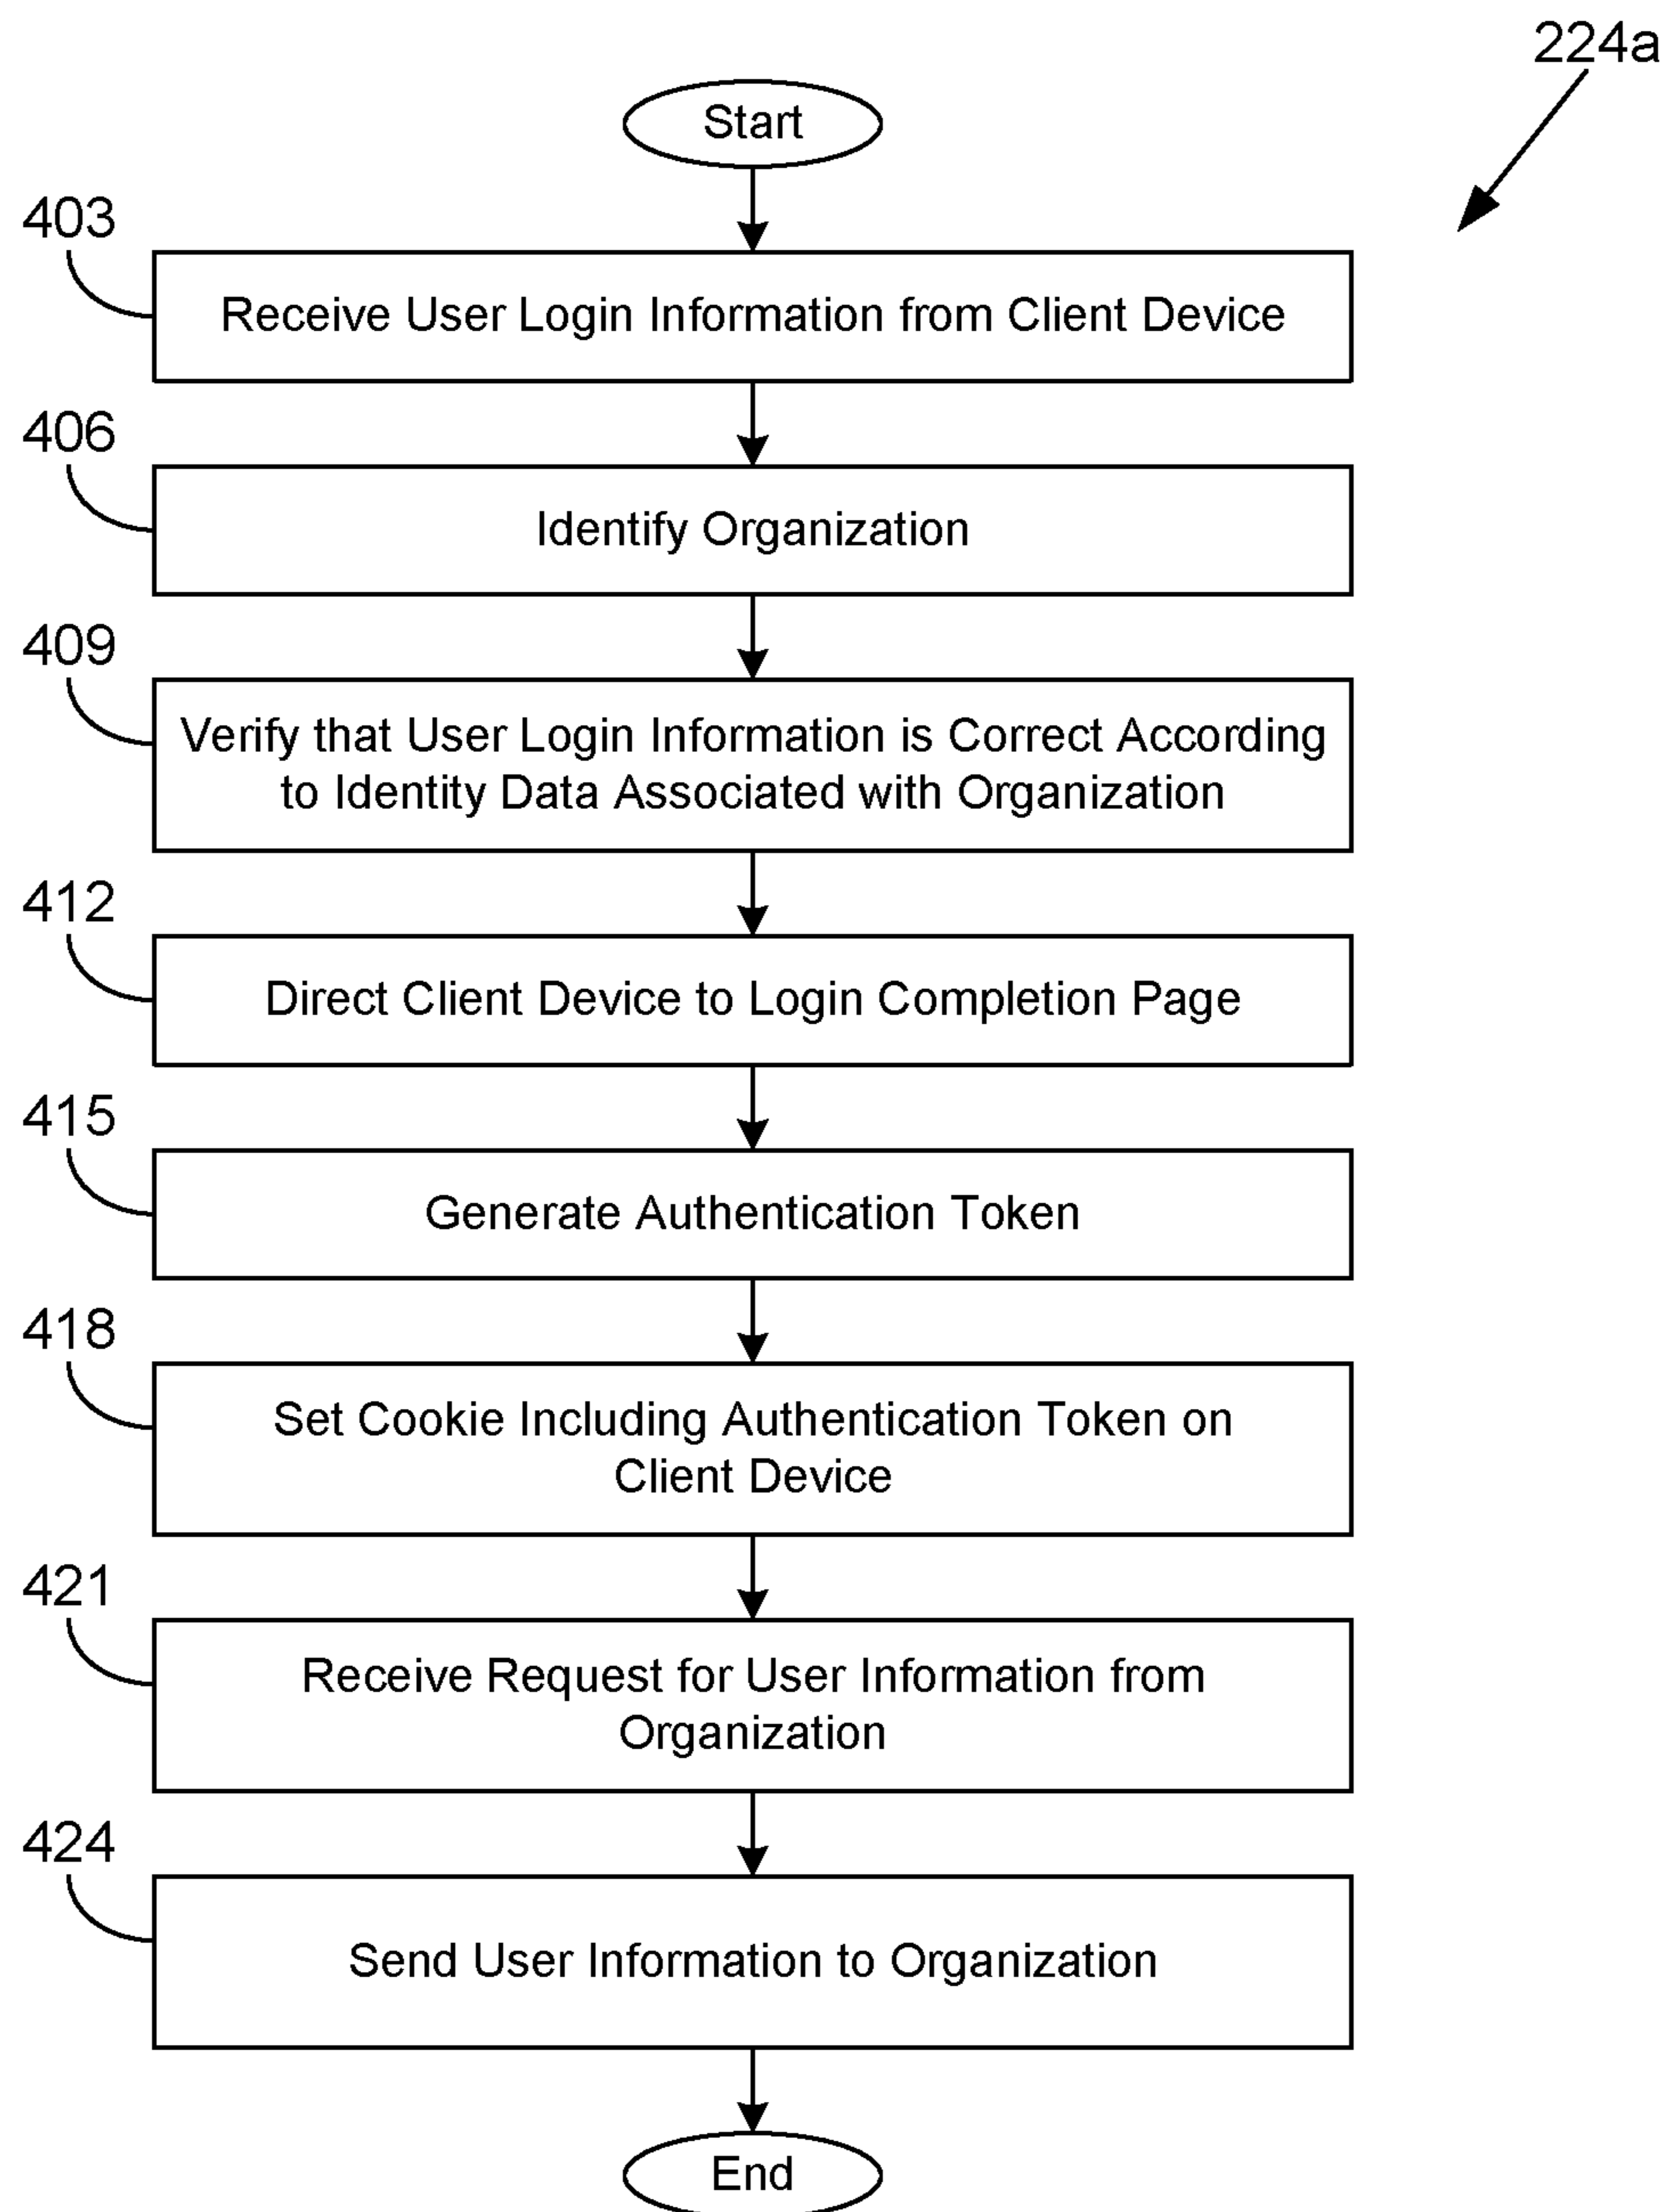 224a
Start
403
Receive User Login Information from Client Device
406
Identify Organization
409
Verify that User Login Information is Correct According
to Identity Data Associated with Organization
412
Direct Client Device to Login Completion Page
415
Generate Authentication Token
418
Set Cookie Including Authentication Token on
Client Device
421
Receive Request for User Information from
Organization
424
Send User Information to Organization
End